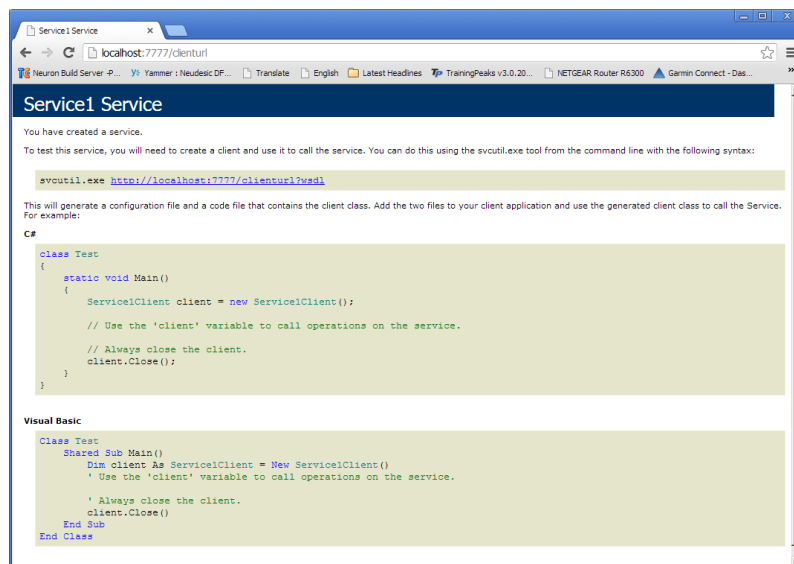 Service1 Service
localhost:7777/clienturl
Neuron Build Server -P... Yammer : Neudesic DF... Translate English Latest Headlines TP TrainingPeaks v3.0.20... NETGEAR Router R6300 Garmin Connect - Das... »
Service1 Service
You have created a service.
To test this service, you will need to create a client and use it to call the service. You can do this using the svcutil.exe tool from the command line with the following syntax:
svcutil.exe http://localhost:7777/clienturl?wsdl
This will generate a configuration file and a code file that contains the client class. Add the two files to your client application and use the generated client class to call the Service.
For example:
C#
class Test
{
static void Main()
{
Service1Client client = new Service1Client();
// Use the 'client' variable to call operations on the service.
// Always close the client.
client.Close();
}
}
Visual Basic
Class Test
Shared Sub Main()
Dim client As Service1Client = New Service1Client()
' Use the 'client' variable to call operations on the service.
' Always close the client.
client.Close()
End Sub
End Class